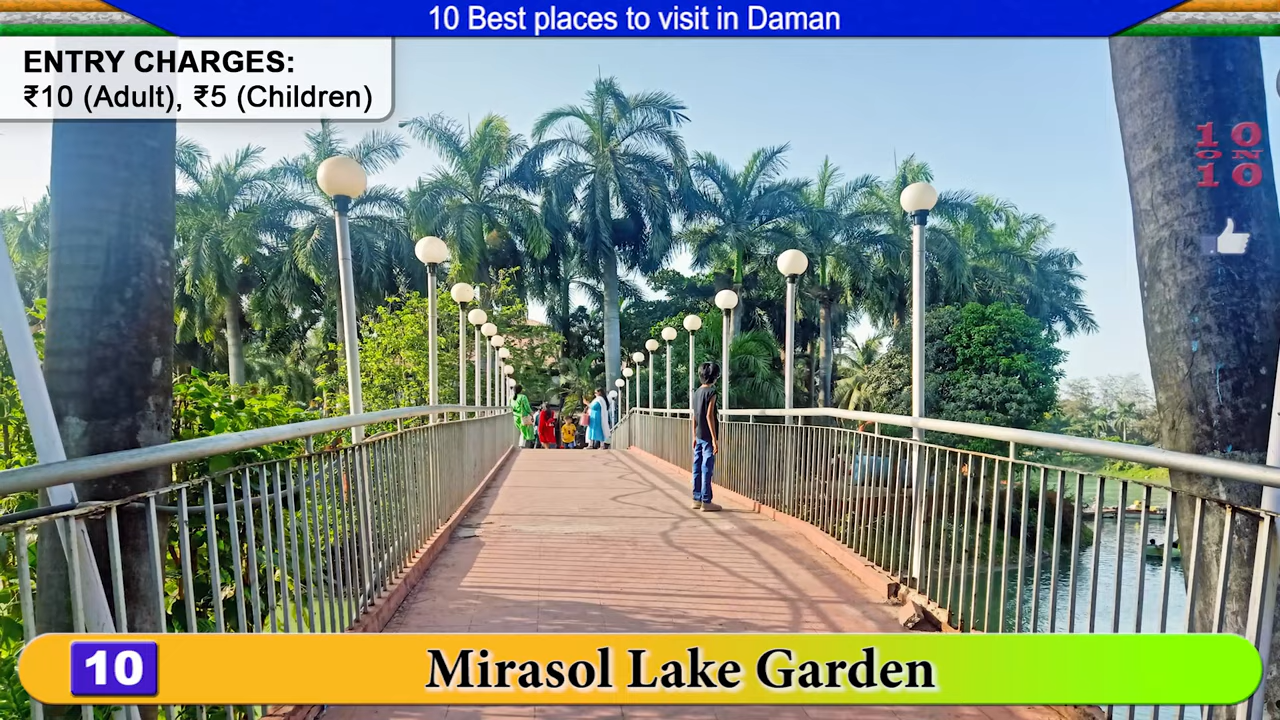 10 Best places to visit in Daman
ENTRY CHARGES:
₹10 (Adult), ₹5 (Children)
10
ON
10
10
Mirasol Lake Garden